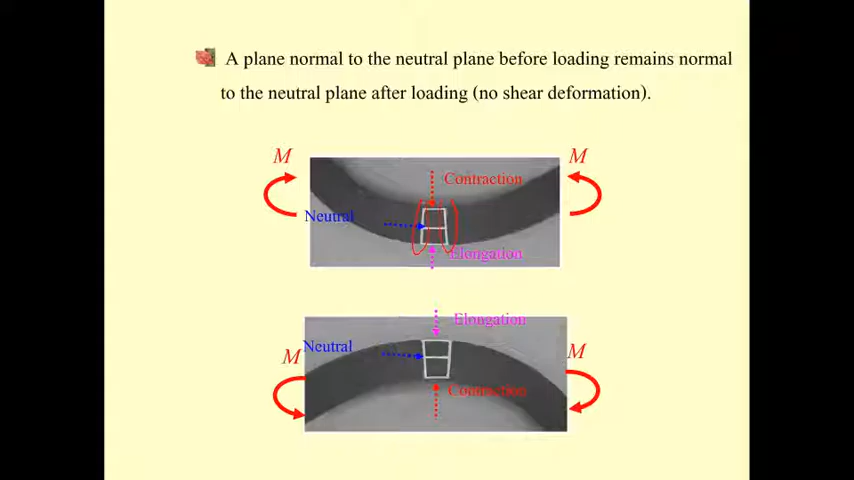 A plane normal to the neutral plane before loading remains normal
to the neutral plane after loading (no shear deformation).
M
M
Contraction
Neutral
Elongation
Elongation
Neutral
M
M
Contraction